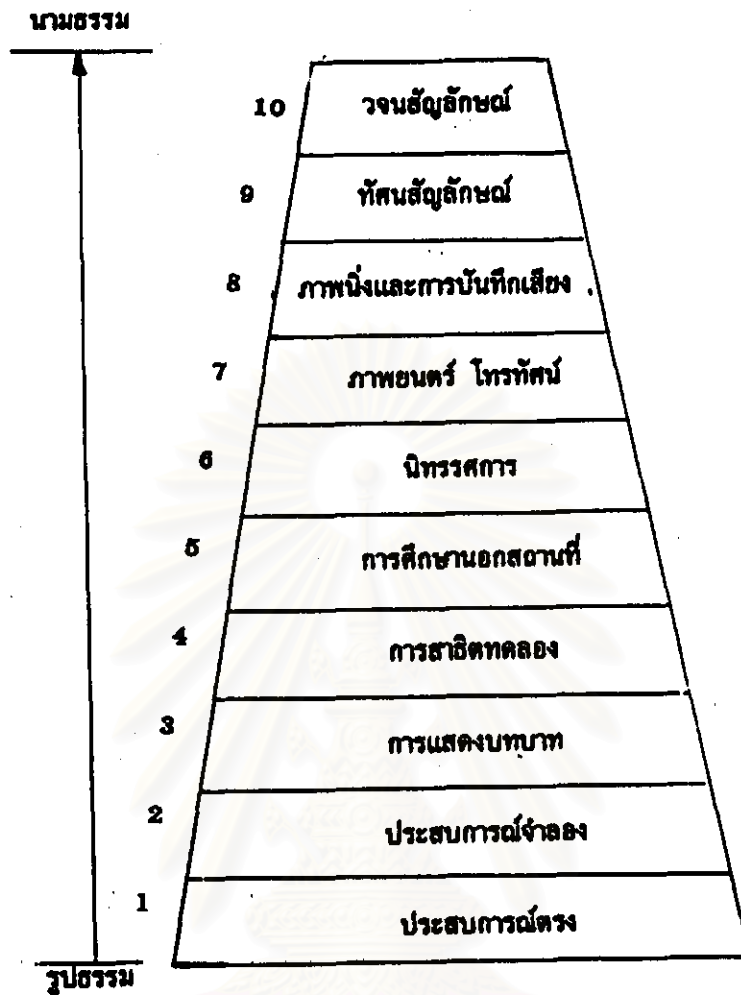 นามธรรม
10 วจนสัญลักษณ์
9 ทัศนสัญลักษณ์
8 ภาพนิ่งและการบันทึกเสียง
7 ภาพยนตร์ โทรทัศน์
6 นิทรรศการ
5 การศึกษานอกสถานที่
4 การสาธิตทดลอง
3 การแสดงบทบาท
2 ประสบการณ์จำลอง
1 ประสบการณ์ตรง
รูปธรรม